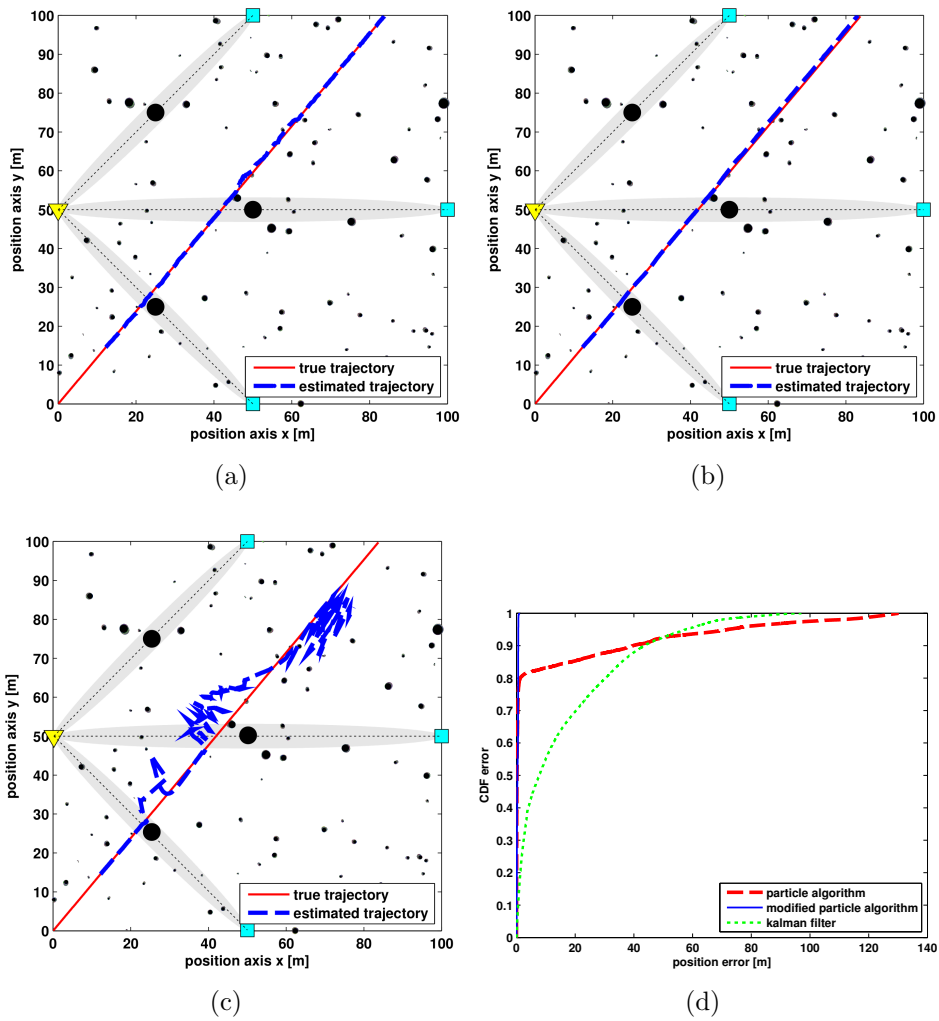 100
90
80
70
60
50
40
30
20
10
0
position axis y [m]
0 20 40 60 80 100
position axis x [m]
true trajectory
estimated trajectory
(a)
100
90
80
70
60
50
40
30
20
10
0
position axis y [m]
0 20 40 60 80 100
position axis x [m]
true trajectory
estimated trajectory
(b)
100
90
80
70
60
50
40
30
20
10
0
position axis y [m]
0 20 40 60 80 100
position axis x [m]
true trajectory
estimated trajectory
(c)
1
0.9
0.8
0.7
0.6
0.5
0.4
0.3
0.2
0.1
0
CDF error
0 20 40 60 80 100 120 140
position error [m]
particle algorithm
modified particle algorithm
kalman filter
(d)